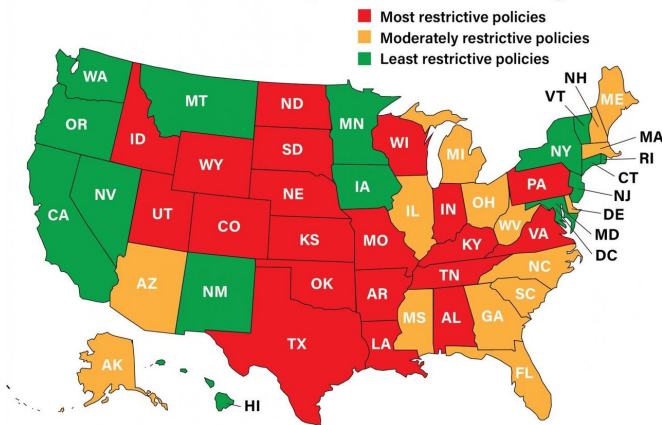 Most restrictive policies
Moderately restrictive policies
Least restrictive policies
WA
MT
ND
MN
VT
NH
ME
OR
ID
SD
WI
MI
NY
MA
RI
WY
CT
NV
NE
IA
PA
NJ
CA
UT
CO
IL
IN
OH
DE
WV
VA
MD
KS
MO
KY
DC
AZ
NM
OK
AR
TN
NC
SC
TX
LA
MS
AL
GA
AK
FL
HI